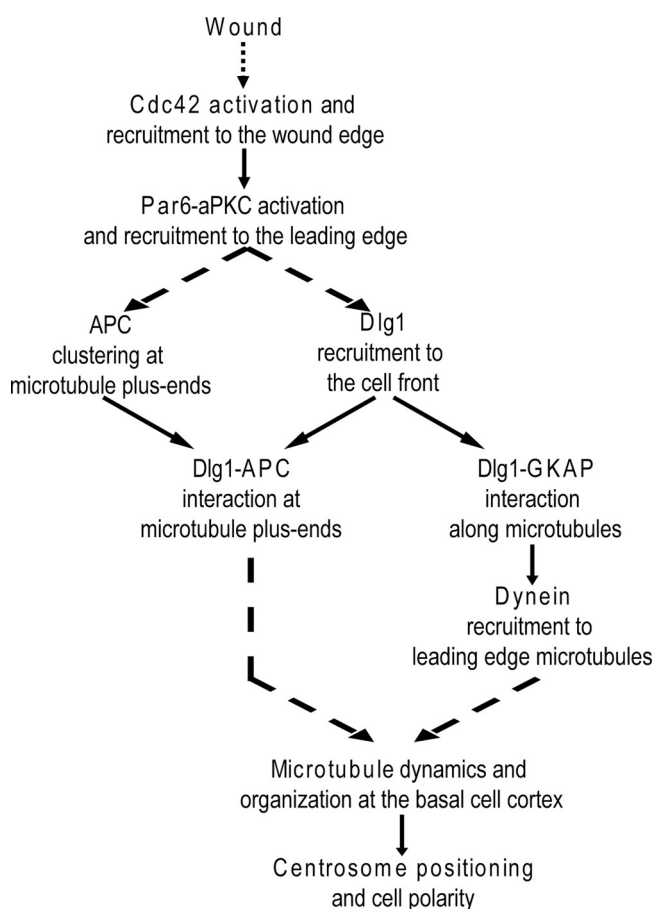 Wound
Cdc42 activation and
recruitment to the wound edge
Par6-aPKC activation
and recruitment to the leading edge
APC
clustering at
microtubule plus-ends
Dlg1
recruitment to
the cell front
Dlg1-APC
interaction at
microtubule plus-ends
Dlg1-GKAP
interaction
along microtubules
Dynein
recruitment to
leading edge microtubules
Microtubule dynamics and
organization at the basal cell cortex
Centrosome positioning
and cell polarity